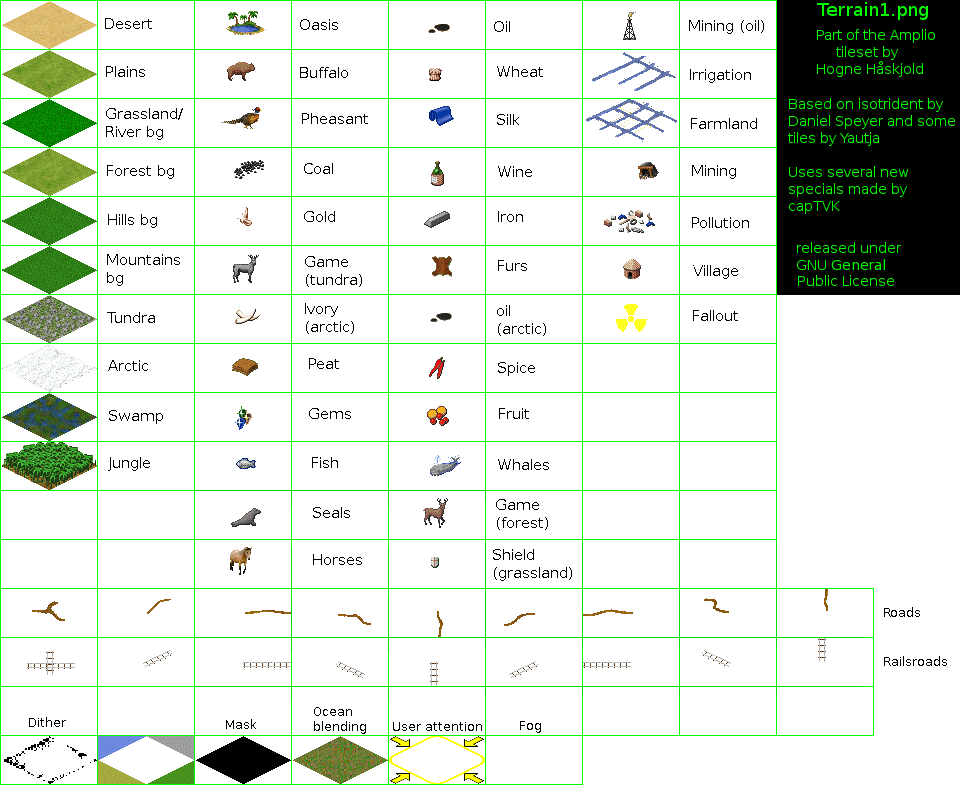 Terrain1.png
Part of the Amplio
tileset by
Hogne Håskjold
Based on isotrident by
Daniel Speyer and some
tiles by Yautja
Uses several new
specials made by
capTVK
released under
GNU General
Public License
Desert
Oasis
Oil
Mining (oil)
Plains
Buffalo
Wheat
Irrigation
Grassland/
River bg
Pheasant
Silk
Farmland
Forest bg
Coal
Wine
Mining
Hills bg
Gold
Iron
Pollution
Mountains
bg
Game
(tundra)
Furs
Village
Tundra
Ivory
(arctic)
oil
(arctic)
Fallout
Arctic
Peat
Spice
Swamp
Gems
Fruit
Jungle
Fish
Whales
Seals
Game
(forest)
Horses
Shield
(grassland)
Roads
Railsroads
Dither
Mask
Ocean
blending
User attention
Fog